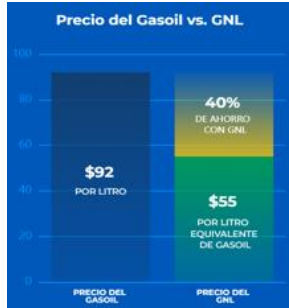 Precio del Gasoil vs. GNL
100
80
60
40
20
0
$92
POR LITRO
40%
DE AHORRO
CON GNL
$55
POR LITRO
EQUIVALENTE
DE GASOIL
PRECIO DEL
GASOIL
PRECIO DEL
GNL